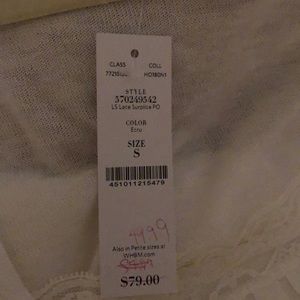 CLASS COLL
STYLE
570249542
LS Lace Surplice PO
COLOR
Ecru
SIZE
S
451011215479
Also in Petite sizes at
WHBM.com
$79.00